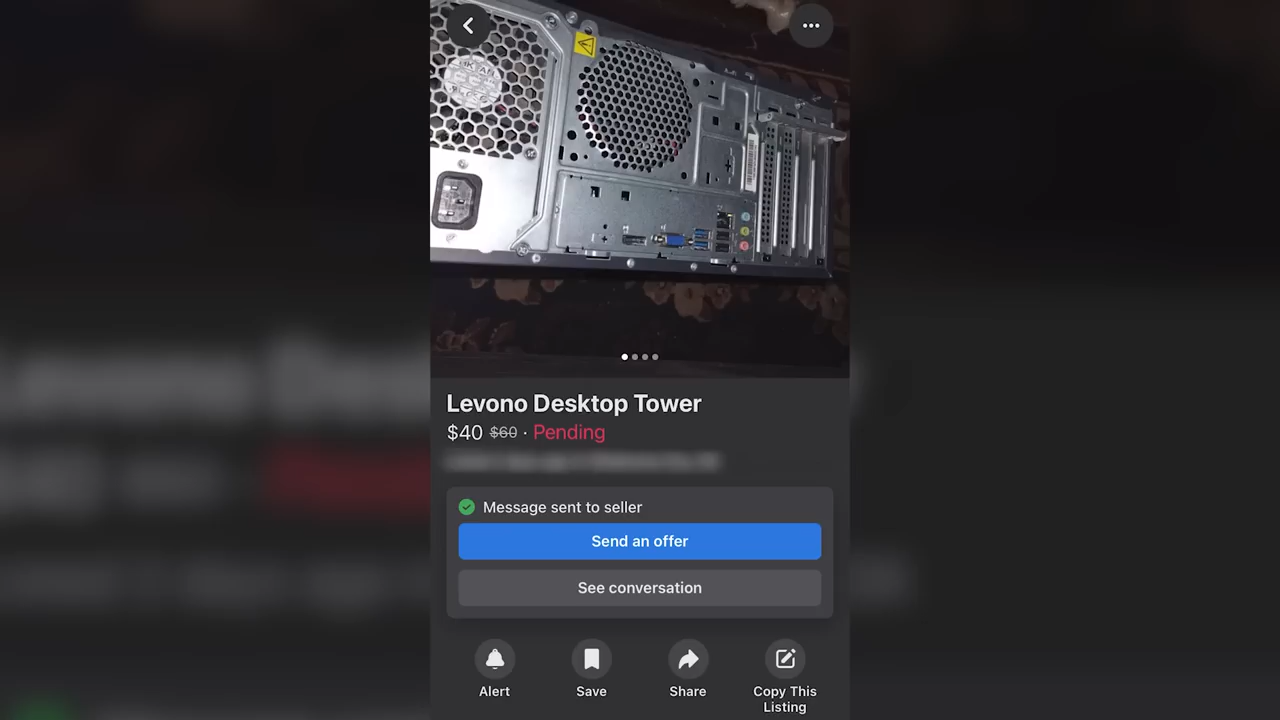 Levono Desktop Tower
$40 $60 · Pending
Message sent to seller
Send an offer
See conversation
Alert
Save
Share
Copy This
Listing